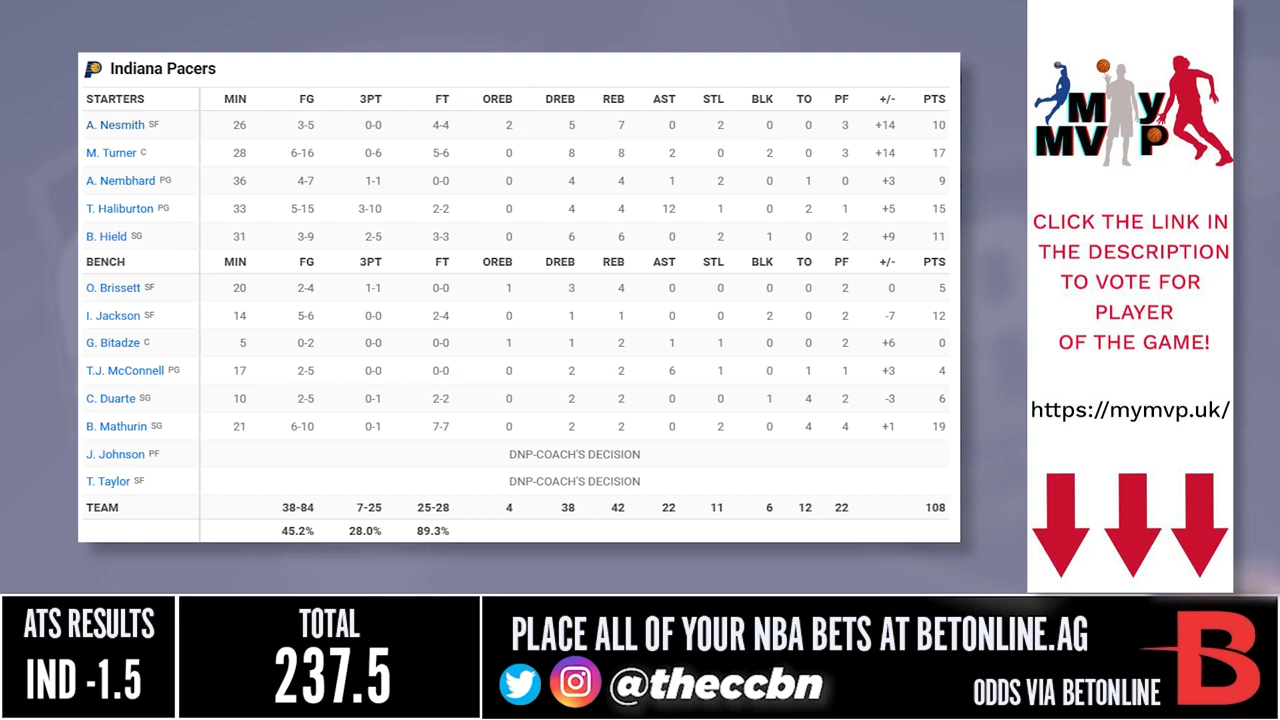 Indiana Pacers
STARTERS MIN FG 3PT FT OREB DREB REB AST STL BLK TO PF +/- PTS
A. Nesmith SF 26 3-5 0-0 4-4 2 5 7 0 2 0 0 3 +14 10
M. Turner C 28 6-16 0-6 5-6 0 8 8 2 0 2 0 3 +14 17
A. Nembhard PG 36 4-7 1-1 0-0 0 4 4 1 2 0 1 0 +3 9
T. Haliburton PG 33 5-15 3-10 2-2 0 4 4 12 1 0 2 1 +5 15
B. Hield SG 31 3-9 2-5 3-3 0 6 6 0 2 1 0 2 +9 11
BENCH MIN FG 3PT FT OREB DREB REB AST STL BLK TO PF +/- PTS
O. Brissett SF 20 2-4 1-1 0-0 1 3 4 0 0 0 0 2 0 5
I. Jackson SF 14 5-6 0-0 2-4 0 1 1 0 0 2 0 2 -7 12
G. Bitadze C 5 0-2 0-0 0-0 1 1 2 1 1 0 0 2 +6 0
T.J. McConnell PG 17 2-5 0-0 0-0 0 2 2 6 1 0 1 1 +3 4
C. Duarte SG 10 2-5 0-1 2-2 0 2 2 0 0 1 4 2 -3 6
B. Mathurin SG 21 6-10 0-1 7-7 0 2 2 0 2 0 4 4 +1 19
J. Johnson PF DNP-COACH'S DECISION
T. Taylor SF DNP-COACH'S DECISION
TEAM 38-84 7-25 25-28 4 38 42 22 11 6 12 22 108
45.2% 28.0% 89.3%
My
MVP
CLICK THE LINK IN
THE DESCRIPTION
TO VOTE FOR
PLAYER
OF THE GAME!
https://mymvp.uk/
ATS RESULTS
IND -1.5
TOTAL
237.5
PLACE ALL OF YOUR NBA BETS AT BETONLINE.AG
@theccbn
ODDS VIA BETONLINE
B